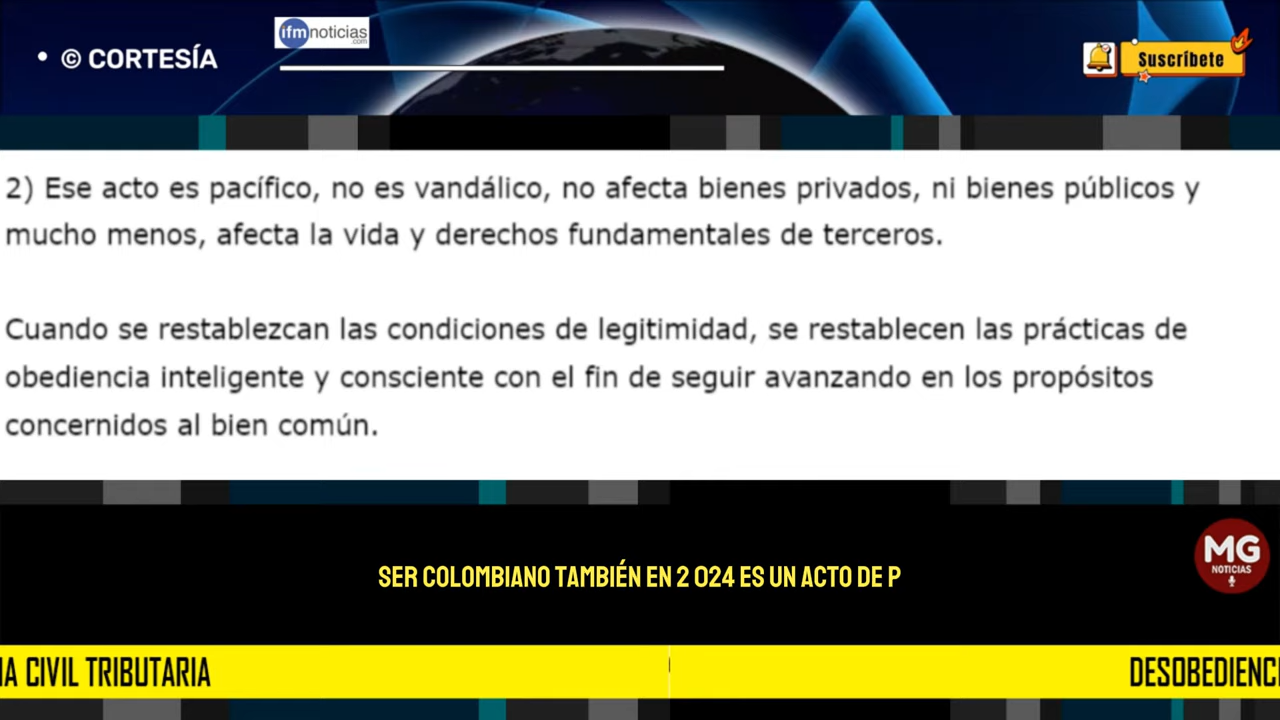 • © CORTESÍA
ifmnoticias
.com
Suscríbete
2) Ese acto es pacífico, no es vandálico, no afecta bienes privados, ni bienes públicos y
mucho menos, afecta la vida y derechos fundamentales de terceros.
Cuando se restablezcan las condiciones de legitimidad, se restablecen las prácticas de
obediencia inteligente y consciente con el fin de seguir avanzando en los propósitos
concernidos al bien común.
MG
NOTICIAS
SER COLOMBIANO TAMBIÉN EN 2 024 ES UN ACTO DE P
IA CIVIL TRIBUTARIA
DESOBEDIENCI